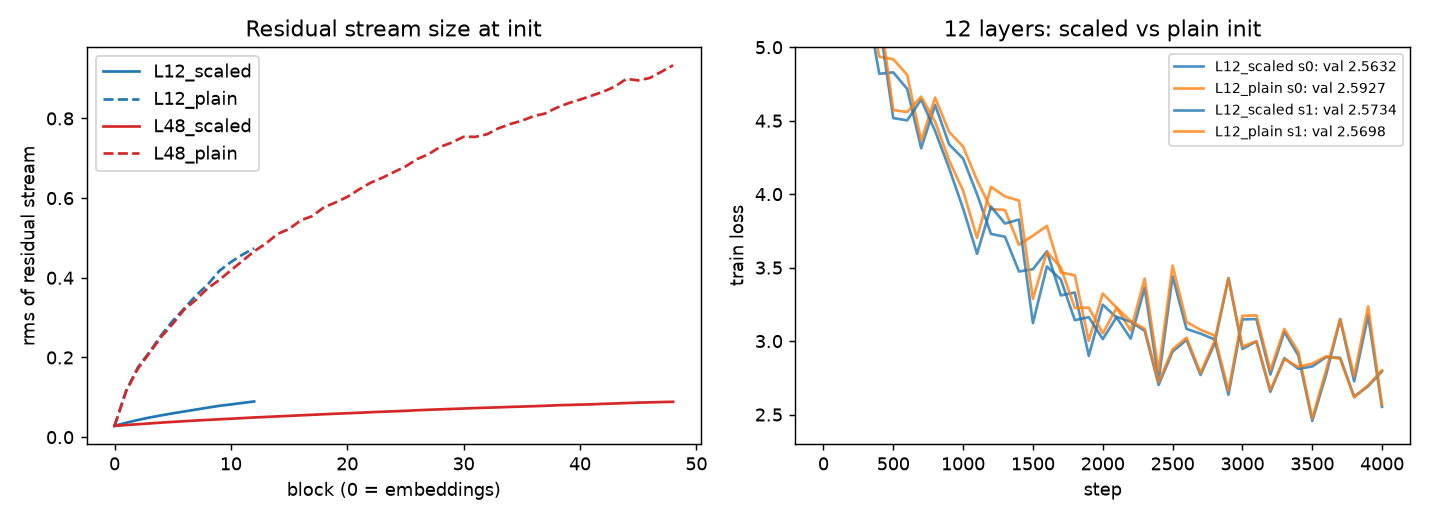 Residual stream size at init
L12_scaled
L12_plain
L48_scaled
L48_plain
rms of residual stream
0.8
0.6
0.4
0.2
0.0
0
10
20
30
40
50
block (0 = embeddings)
12 layers: scaled vs plain init
L12_scaled s0: val 2.5632
L12_plain s0: val 2.5927
L12_scaled s1: val 2.5734
L12_plain s1: val 2.5698
train loss
5.0
4.5
4.0
3.5
3.0
2.5
0
500
1000
1500
2000
2500
3000
3500
4000
step